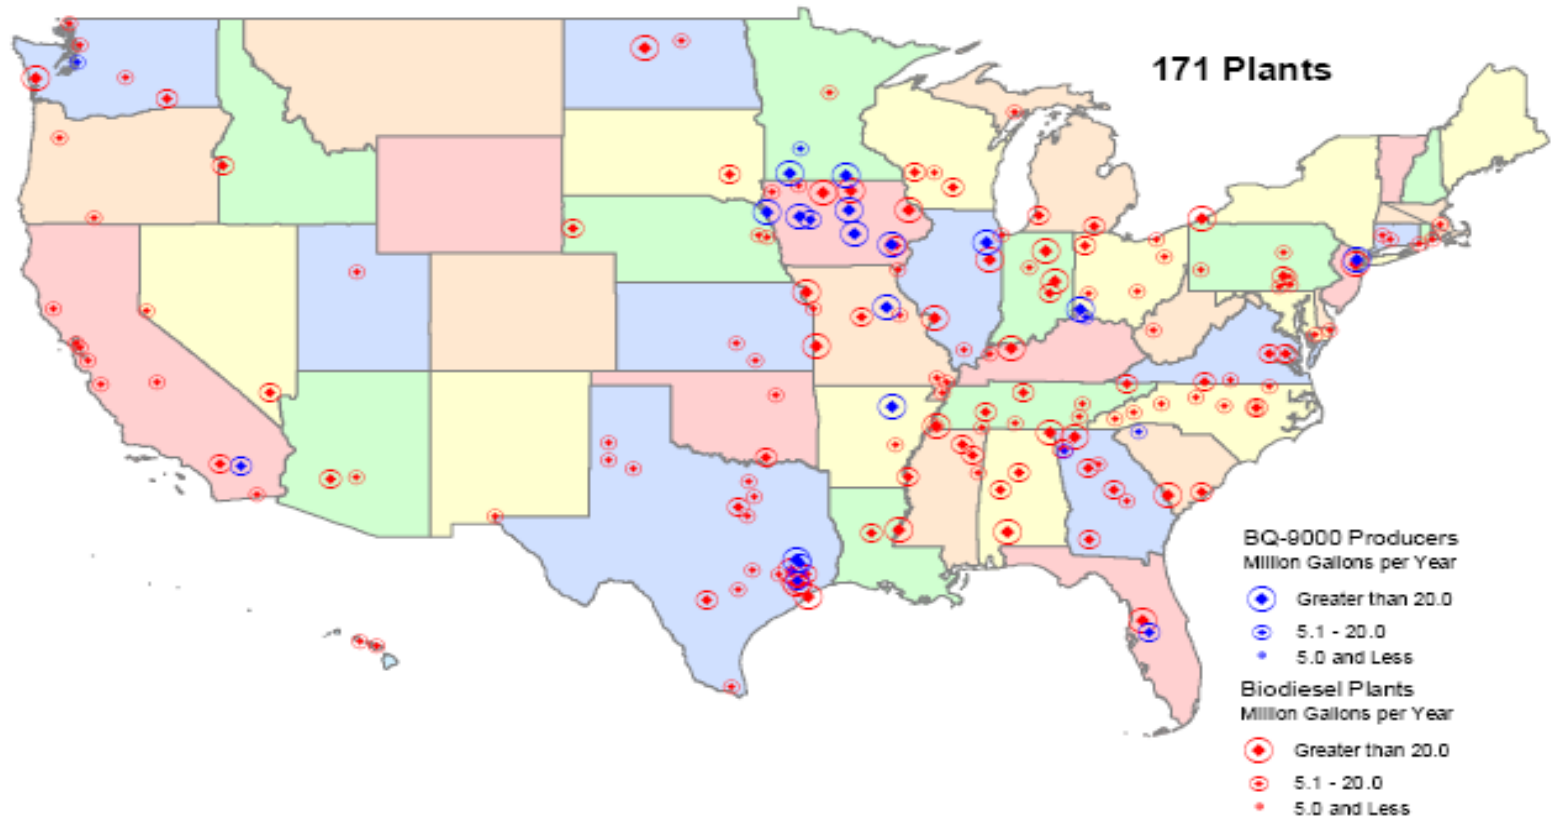 171 Plants
BQ-9000 Producers
Million Gallons per Year
Greater than 20.0
5.1 - 20.0
5.0 and Less
Biodiesel Plants
Million Gallons per Year
Greater than 20.0
5.1 - 20.0
5.0 and Less